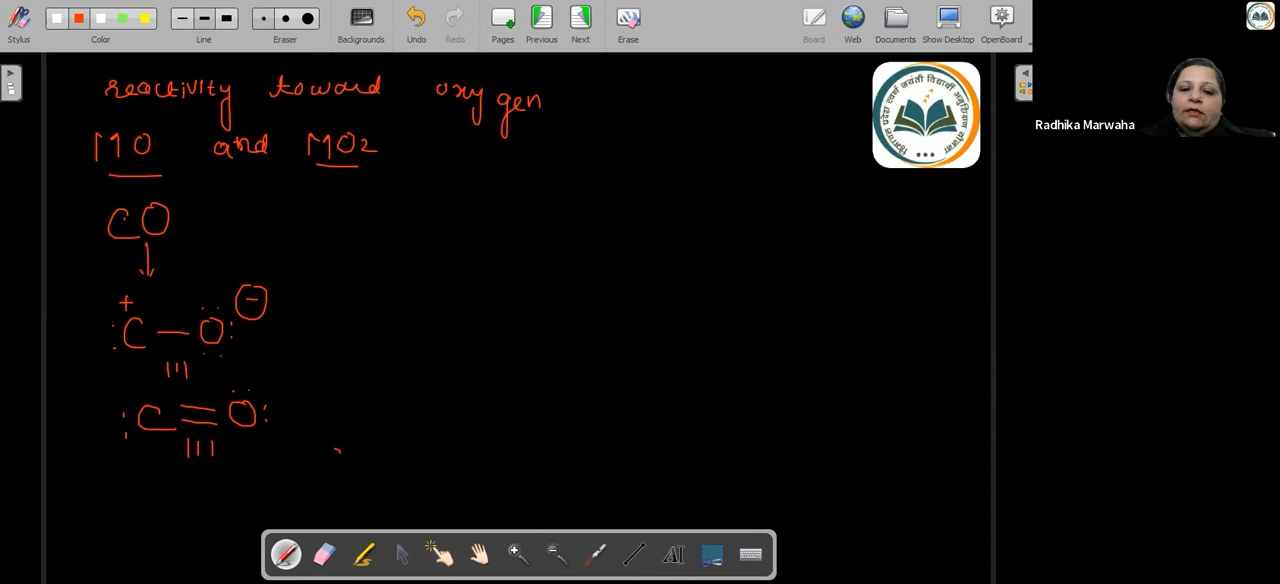 Stylus Color Line Eraser Backgrounds Undo Redo Pages Previous Next Erase Board Web Documents Show Desktop OpenBoard
reactivity toward oxygen
MO and MO2
CO
+ ⊖
:C — O:
|||
:C = O:
|||
Radhika Marwaha
AI